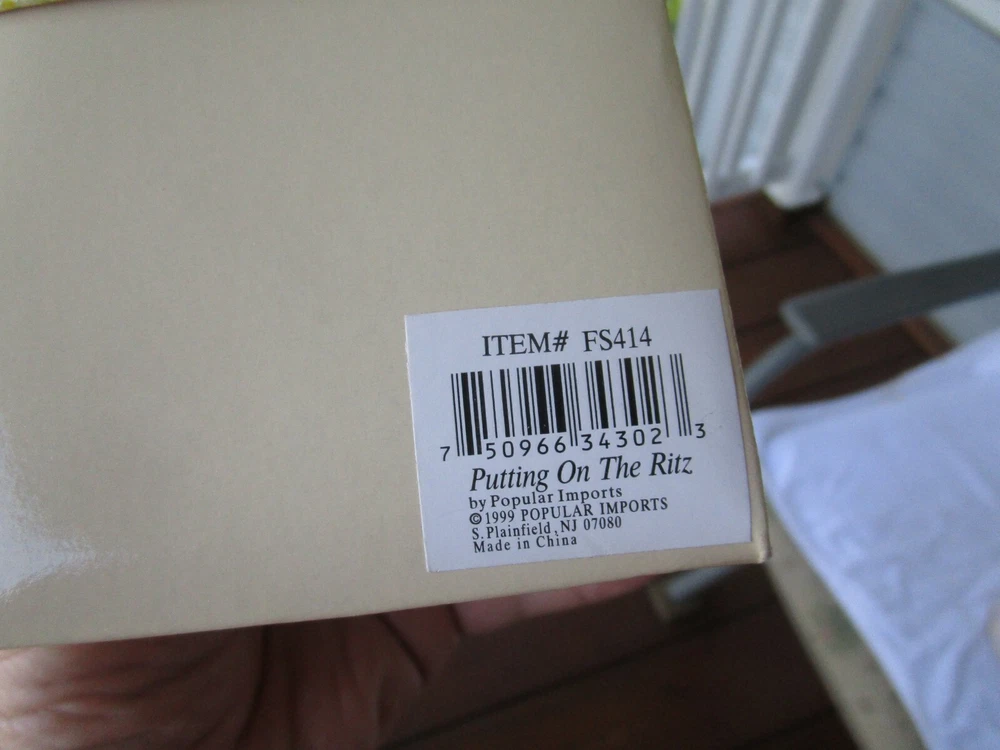 ITEM# FS414
7 50966 34302 3
Putting On The Ritz
by Popular Imports
©1999 POPULAR IMPORTS
S. Plainfield, NJ 07080
Made in China